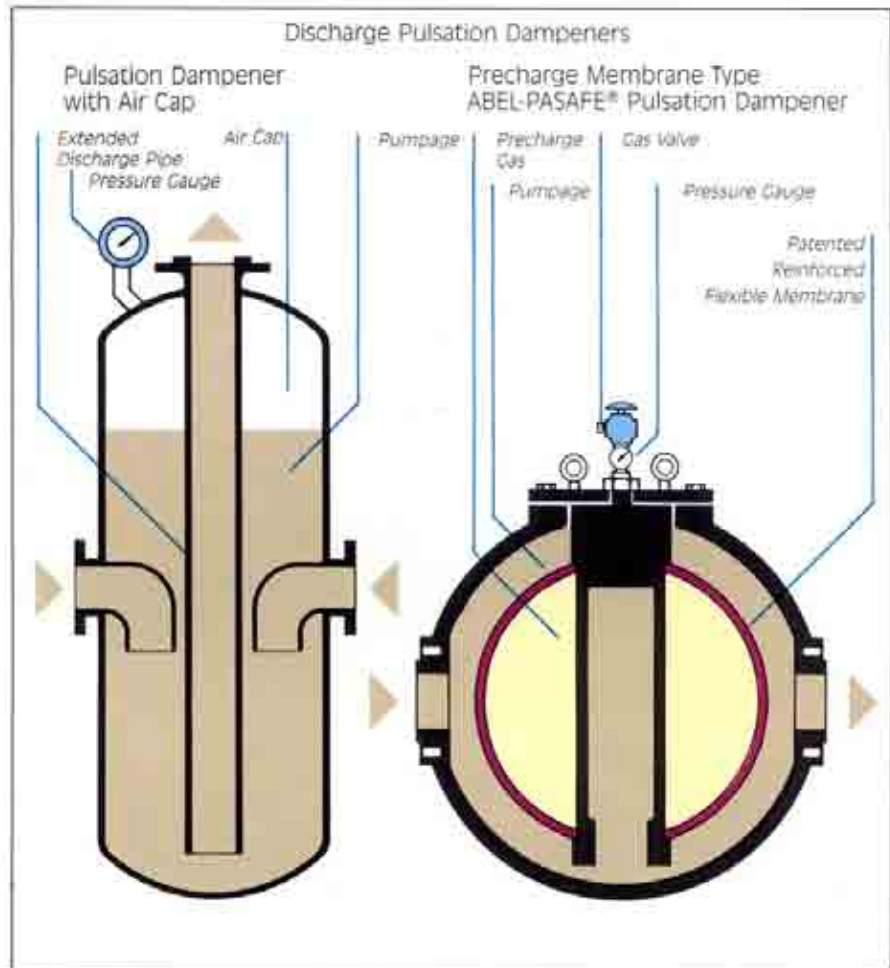 Discharge Pulsation Dampeners
Pulsation Dampener
with Air Cap
Extended
Discharge Pipe
Pressure Gauge
Air Cap
Pumpage
Precharge Membrane Type
ABEL-PASAFE® Pulsation Dampener
Precharge
Gas
Pumpage
Gas Valve
Pressure Gauge
Patented
Reinforced
Flexible Membrane